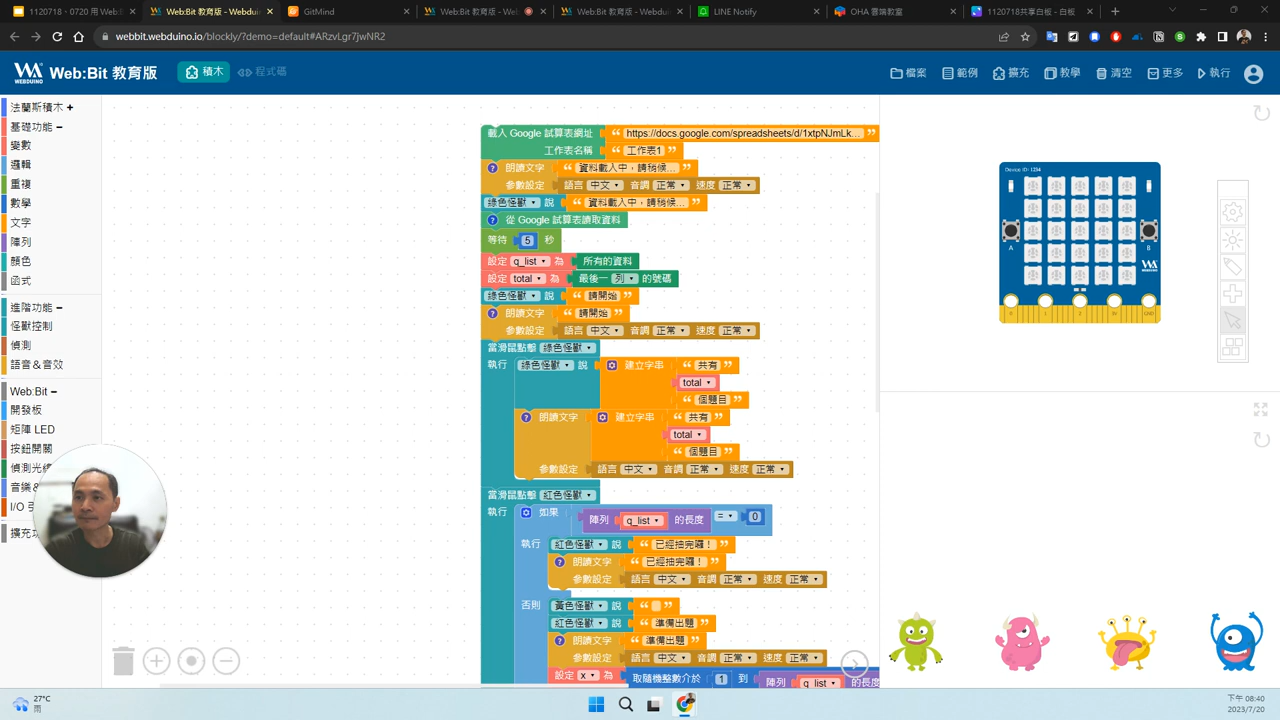 1120718、0720 用 Web:B
Web:Bit 教育版 - Webdui
GitMind
Web:Bit 教育版 - We
Web:Bit 教育版 - Webdui
LINE Notify
OHA 雲端教室
1120718共享白板 - 白板
webbit.webduino.io/blockly/?demo=default#ARzvLgr7JwNR2
WEBDUINO
Web:Bit 教育版
積木
程式碼
檔案
範例
擴充
教學
清空
更多
執行
法蘭斯積木 +
基礎功能 −
變數
邏輯
重複
數學
文字
陣列
顏色
函式
進階功能 −
怪獸控制
偵測
語音&音效
Web:Bit −
開發板
矩陣 LED
按鈕開關
偵測光線
音樂
I/O
載入 Google 試算表網址 “ https://docs.google.com/spreadsheets/d/1xtpNJmLk... ”
工作表名稱 “ 工作表1 ”
? 朗讀文字 “ 資料載入中，請稍候... ”
參數設定 語言 中文 音調 正常 速度 正常
綠色怪獸 說 “ 資料載入中，請稍候... ”
? 從 Google 試算表讀取資料
等待 5 秒
設定 q_list 為 所有的資料
設定 total 為 最後一 列 的號碼
綠色怪獸 說 “ 請開始 ”
? 朗讀文字 “ 請開始 ”
參數設定 語言 中文 音調 正常 速度 正常
當滑鼠點擊 綠色怪獸
執行 綠色怪獸 說 建立字串 “ 共有 ”
total
“ 個題目 ”
? 朗讀文字 建立字串 “ 共有 ”
total
“ 個題目 ”
參數設定 語言 中文 音調 正常 速度 正常
當滑鼠點擊 紅色怪獸
執行 如果 陣列 q_list 的長度 = 0
執行 紅色怪獸 說 “ 已經抽完囉！ ”
? 朗讀文字 “ 已經抽完囉！ ”
參數設定 語言 中文 音調 正常 速度 正常
否則 黃色怪獸 說 “ ”
紅色怪獸 說 “ 準備出題 ”
? 朗讀文字 “ 準備出題 ”
參數設定 語言 中文 音調 正常 速度 正常
設定 x 為 取隨機整數介於 1 到 陣列 q_list 的長度
Device ID: 1234
A
B
27°C
雨
下午 08:40
2023/7/20